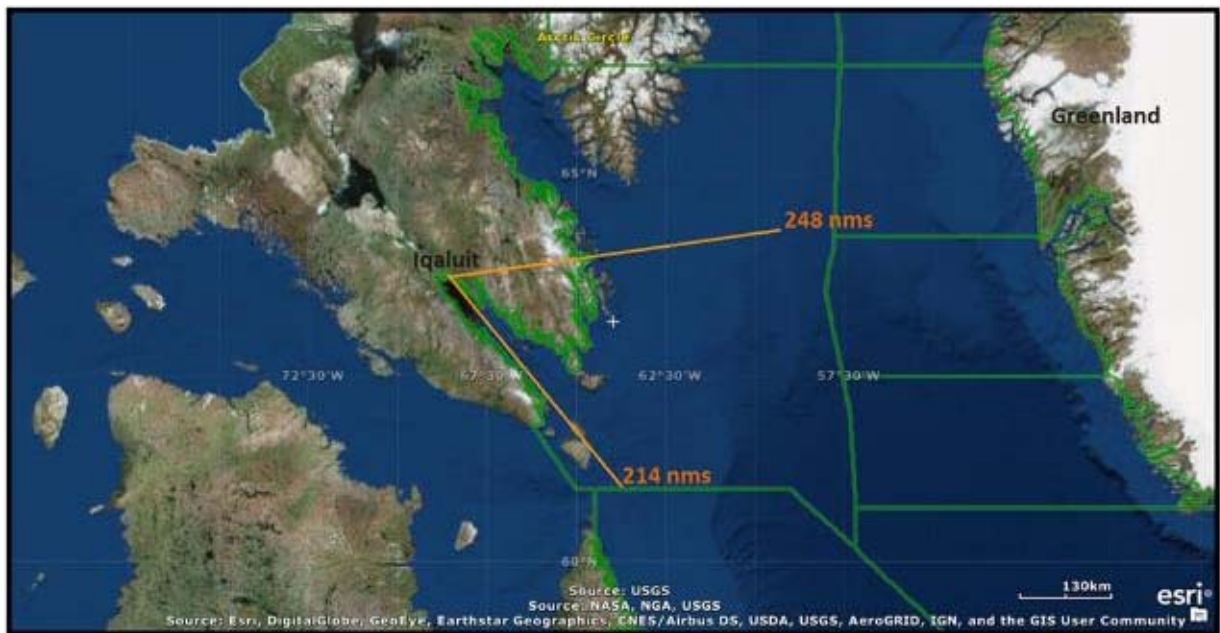 Arctic Circle
Greenland
65°N
248 nms
Iqaluit
72°30'W
67°30'W
62°30'W
57°30'W
214 nms
60°N
130km
esri
Source: USGS
Source: NASA, NGA, USGS
Source: Esri, DigitalGlobe, GeoEye, Earthstar Geographics, CNES/Airbus DS, USDA, USGS, AeroGRID, IGN, and the GIS User Community